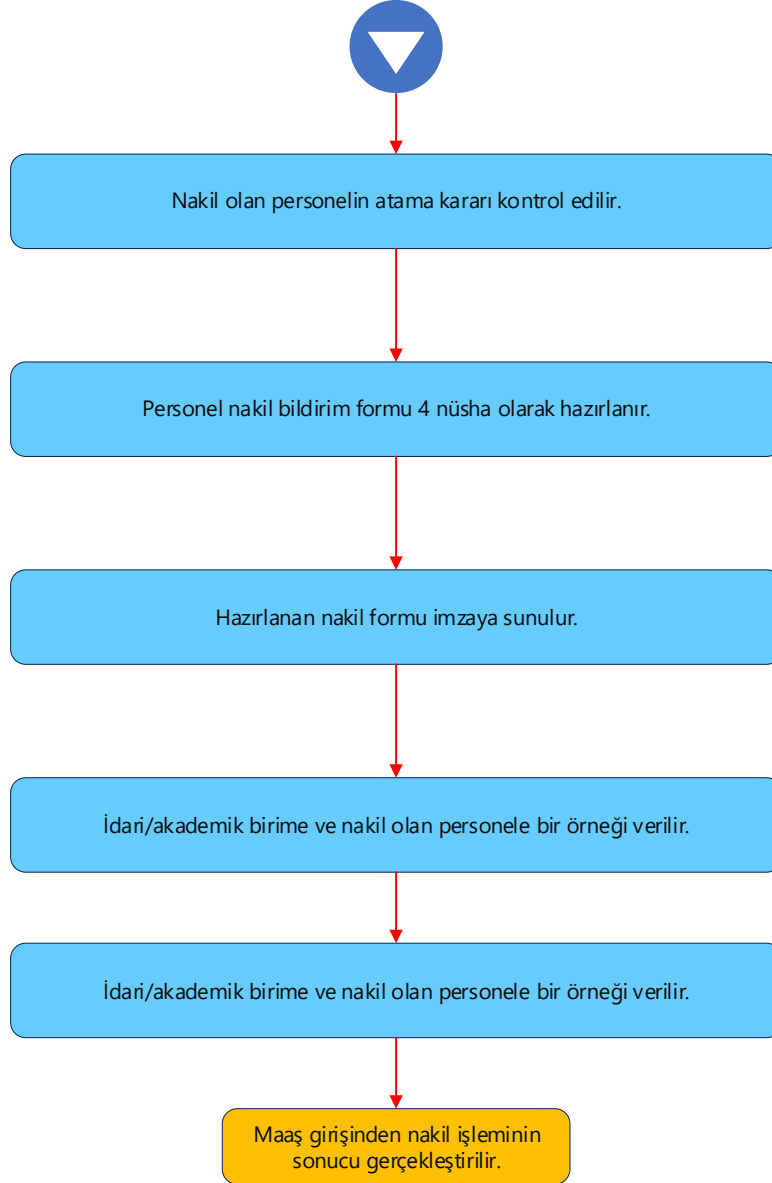 Nakil olan personelin atama kararı kontrol edilir.
Personel nakil bildirim formu 4 nüsha olarak hazırlanır.
Hazırlanan nakil formu imzaya sunulur.
İdari/akademik birime ve nakil olan personele bir örneği verilir.
İdari/akademik birime ve nakil olan personele bir örneği verilir.
Maaş girişinden nakil işleminin
sonucu gerçekleştirilir.